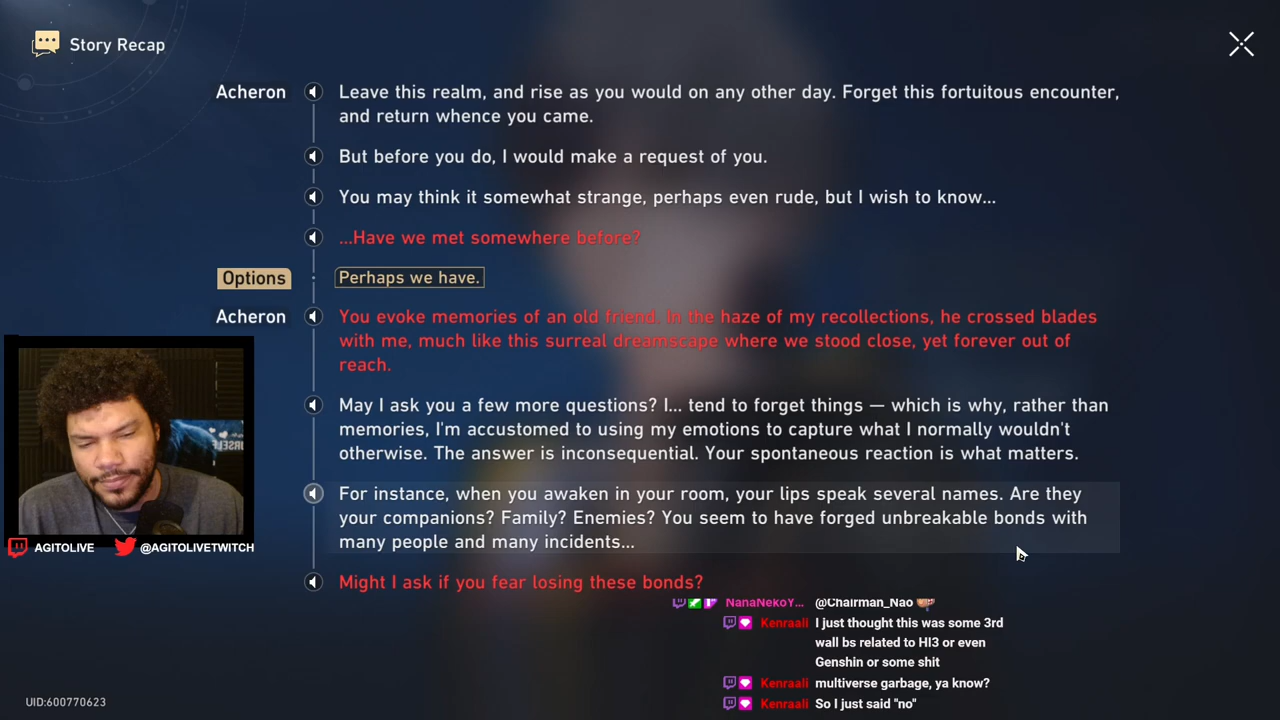 Story Recap
Acheron
Leave this realm, and rise as you would on any other day. Forget this fortuitous encounter,
and return whence you came.
But before you do, I would make a request of you.
You may think it somewhat strange, perhaps even rude, but I wish to know...
...Have we met somewhere before?
Options
Perhaps we have.
Acheron
You evoke memories of an old friend. In the haze of my recollections, he crossed blades
with me, much like this surreal dreamscape where we stood close, yet forever out of
reach.
May I ask you a few more questions? I... tend to forget things — which is why, rather than
memories, I'm accustomed to using my emotions to capture what I normally wouldn't
otherwise. The answer is inconsequential. Your spontaneous reaction is what matters.
For instance, when you awaken in your room, your lips speak several names. Are they
your companions? Family? Enemies? You seem to have forged unbreakable bonds with
many people and many incidents...
Might I ask if you fear losing these bonds?
AGITOLIVE @AGITOLIVETWITCH
NanaNekoY... @Chairman_Nao
Kenraali I just thought this was some 3rd
wall bs related to HI3 or even
Genshin or some shit
Kenraali multiverse garbage, ya know?
Kenraali So I just said "no"
UID:600770623